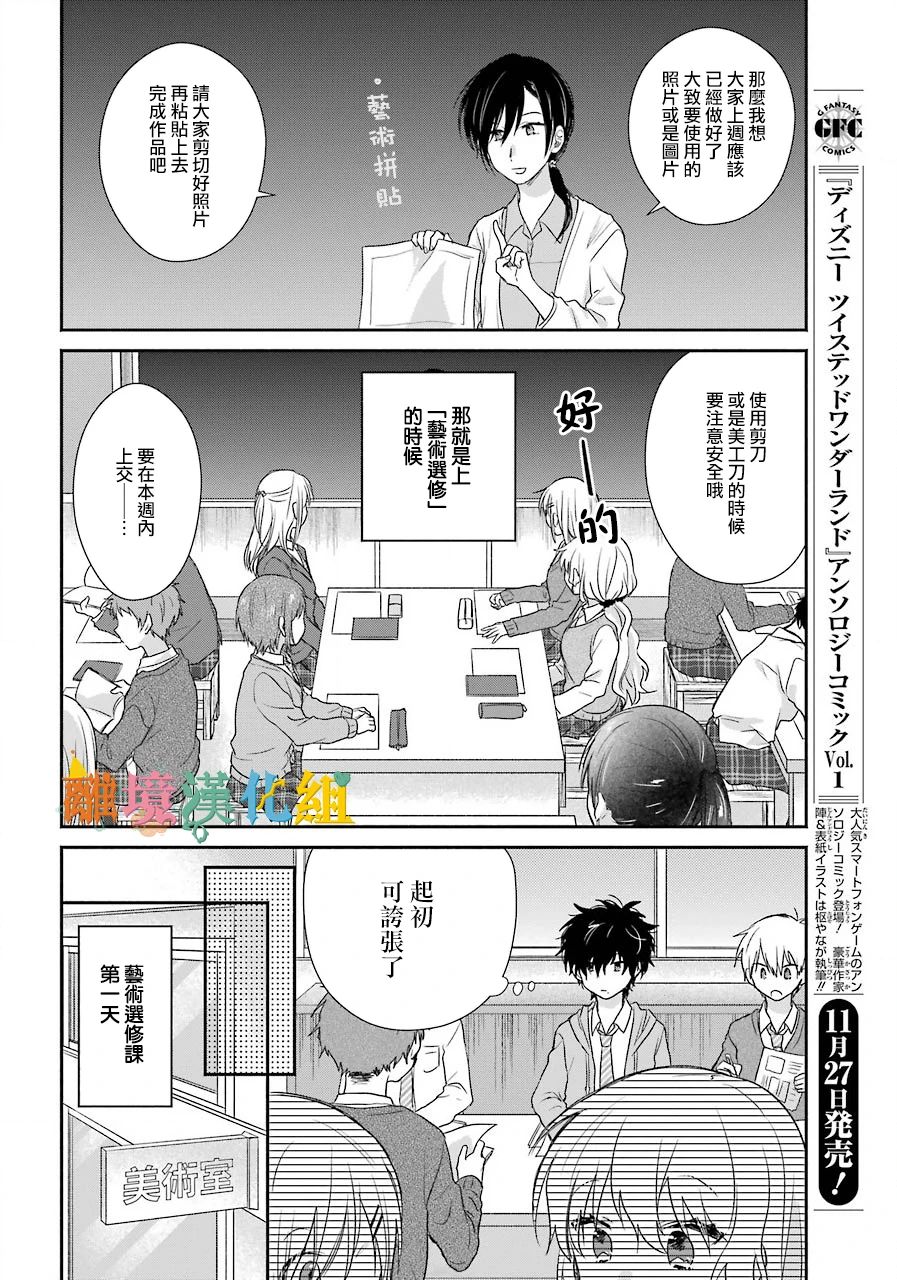 那麼我想
大家上週應該
已經做好了
大致要使用的
照片或是圖片
・藝術拼貼
請大家剪切好照片
再粘貼上去
完成作品吧
使用剪刀
或是美工刀的時候
要注意安全哦
好——的
那就是上
「藝術選修」
的時候
要在本週內
上交——…
離境漢化組
起初
可誇張了
藝術選修課
第一天
美術室
G FANTASY
GFC
COMICS
『ディズニー ツイステッドワンダーランド』アンソロジーコミック Vol.1
大人気スマートフォンゲームのアン
ソロジーコミック登場! 豪華作家
陣&表紙イラストは枢やなが執筆!!
11月27日発売!